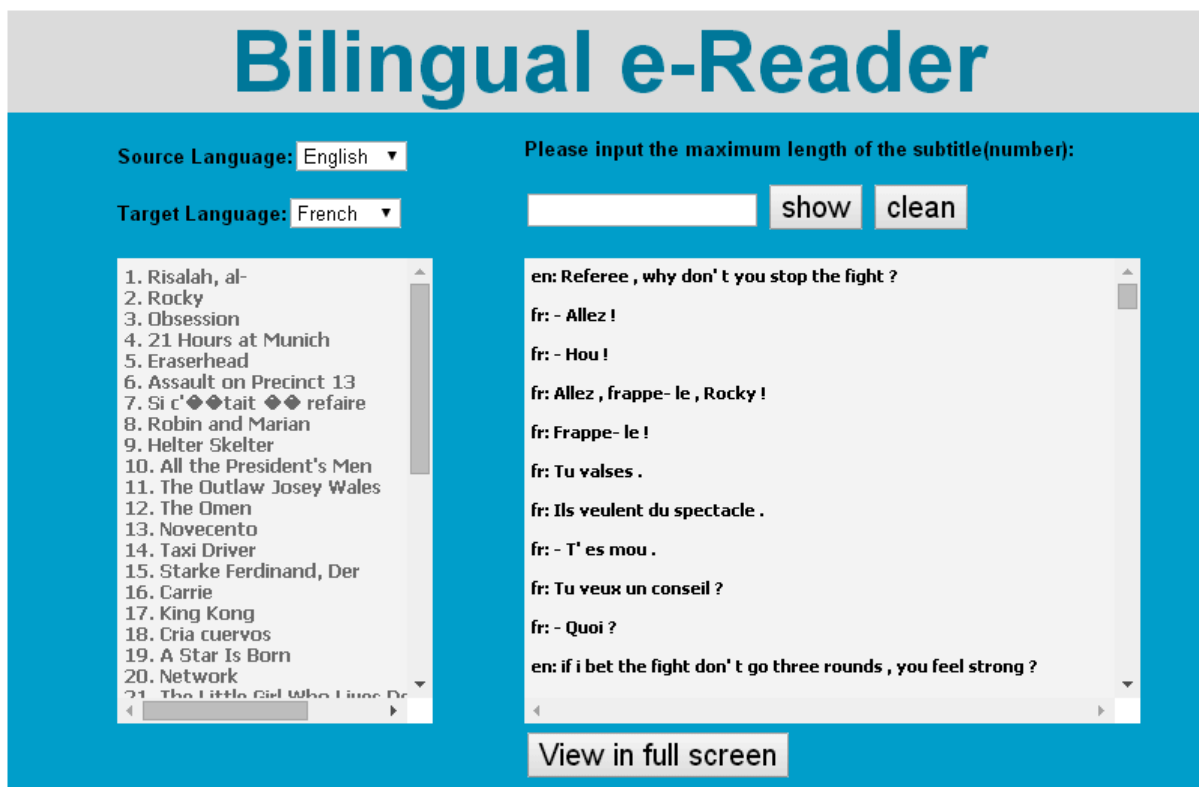 Bilingual e-Reader
Source Language: English
Target Language: French
Please input the maximum length of the subtitle(number):
show clean
1. Risalah, al-
2. Rocky
3. Obsession
4. 21 Hours at Munich
5. Eraserhead
6. Assault on Precinct 13
7. Si c'��tait �� refaire
8. Robin and Marian
9. Helter Skelter
10. All the President's Men
11. The Outlaw Josey Wales
12. The Omen
13. Novecento
14. Taxi Driver
15. Starke Ferdinand, Der
16. Carrie
17. King Kong
18. Cria cuervos
19. A Star Is Born
20. Network
21. The Little Girl Who Lives
en: Referee , why don' t you stop the fight ?
fr: - Allez !
fr: - Hou !
fr: Allez , frappe- le , Rocky !
fr: Frappe- le !
fr: Tu valses .
fr: Ils veulent du spectacle .
fr: - T' es mou .
fr: Tu veux un conseil ?
fr: - Quoi ?
en: if i bet the fight don' t go three rounds , you feel strong ?
View in full screen